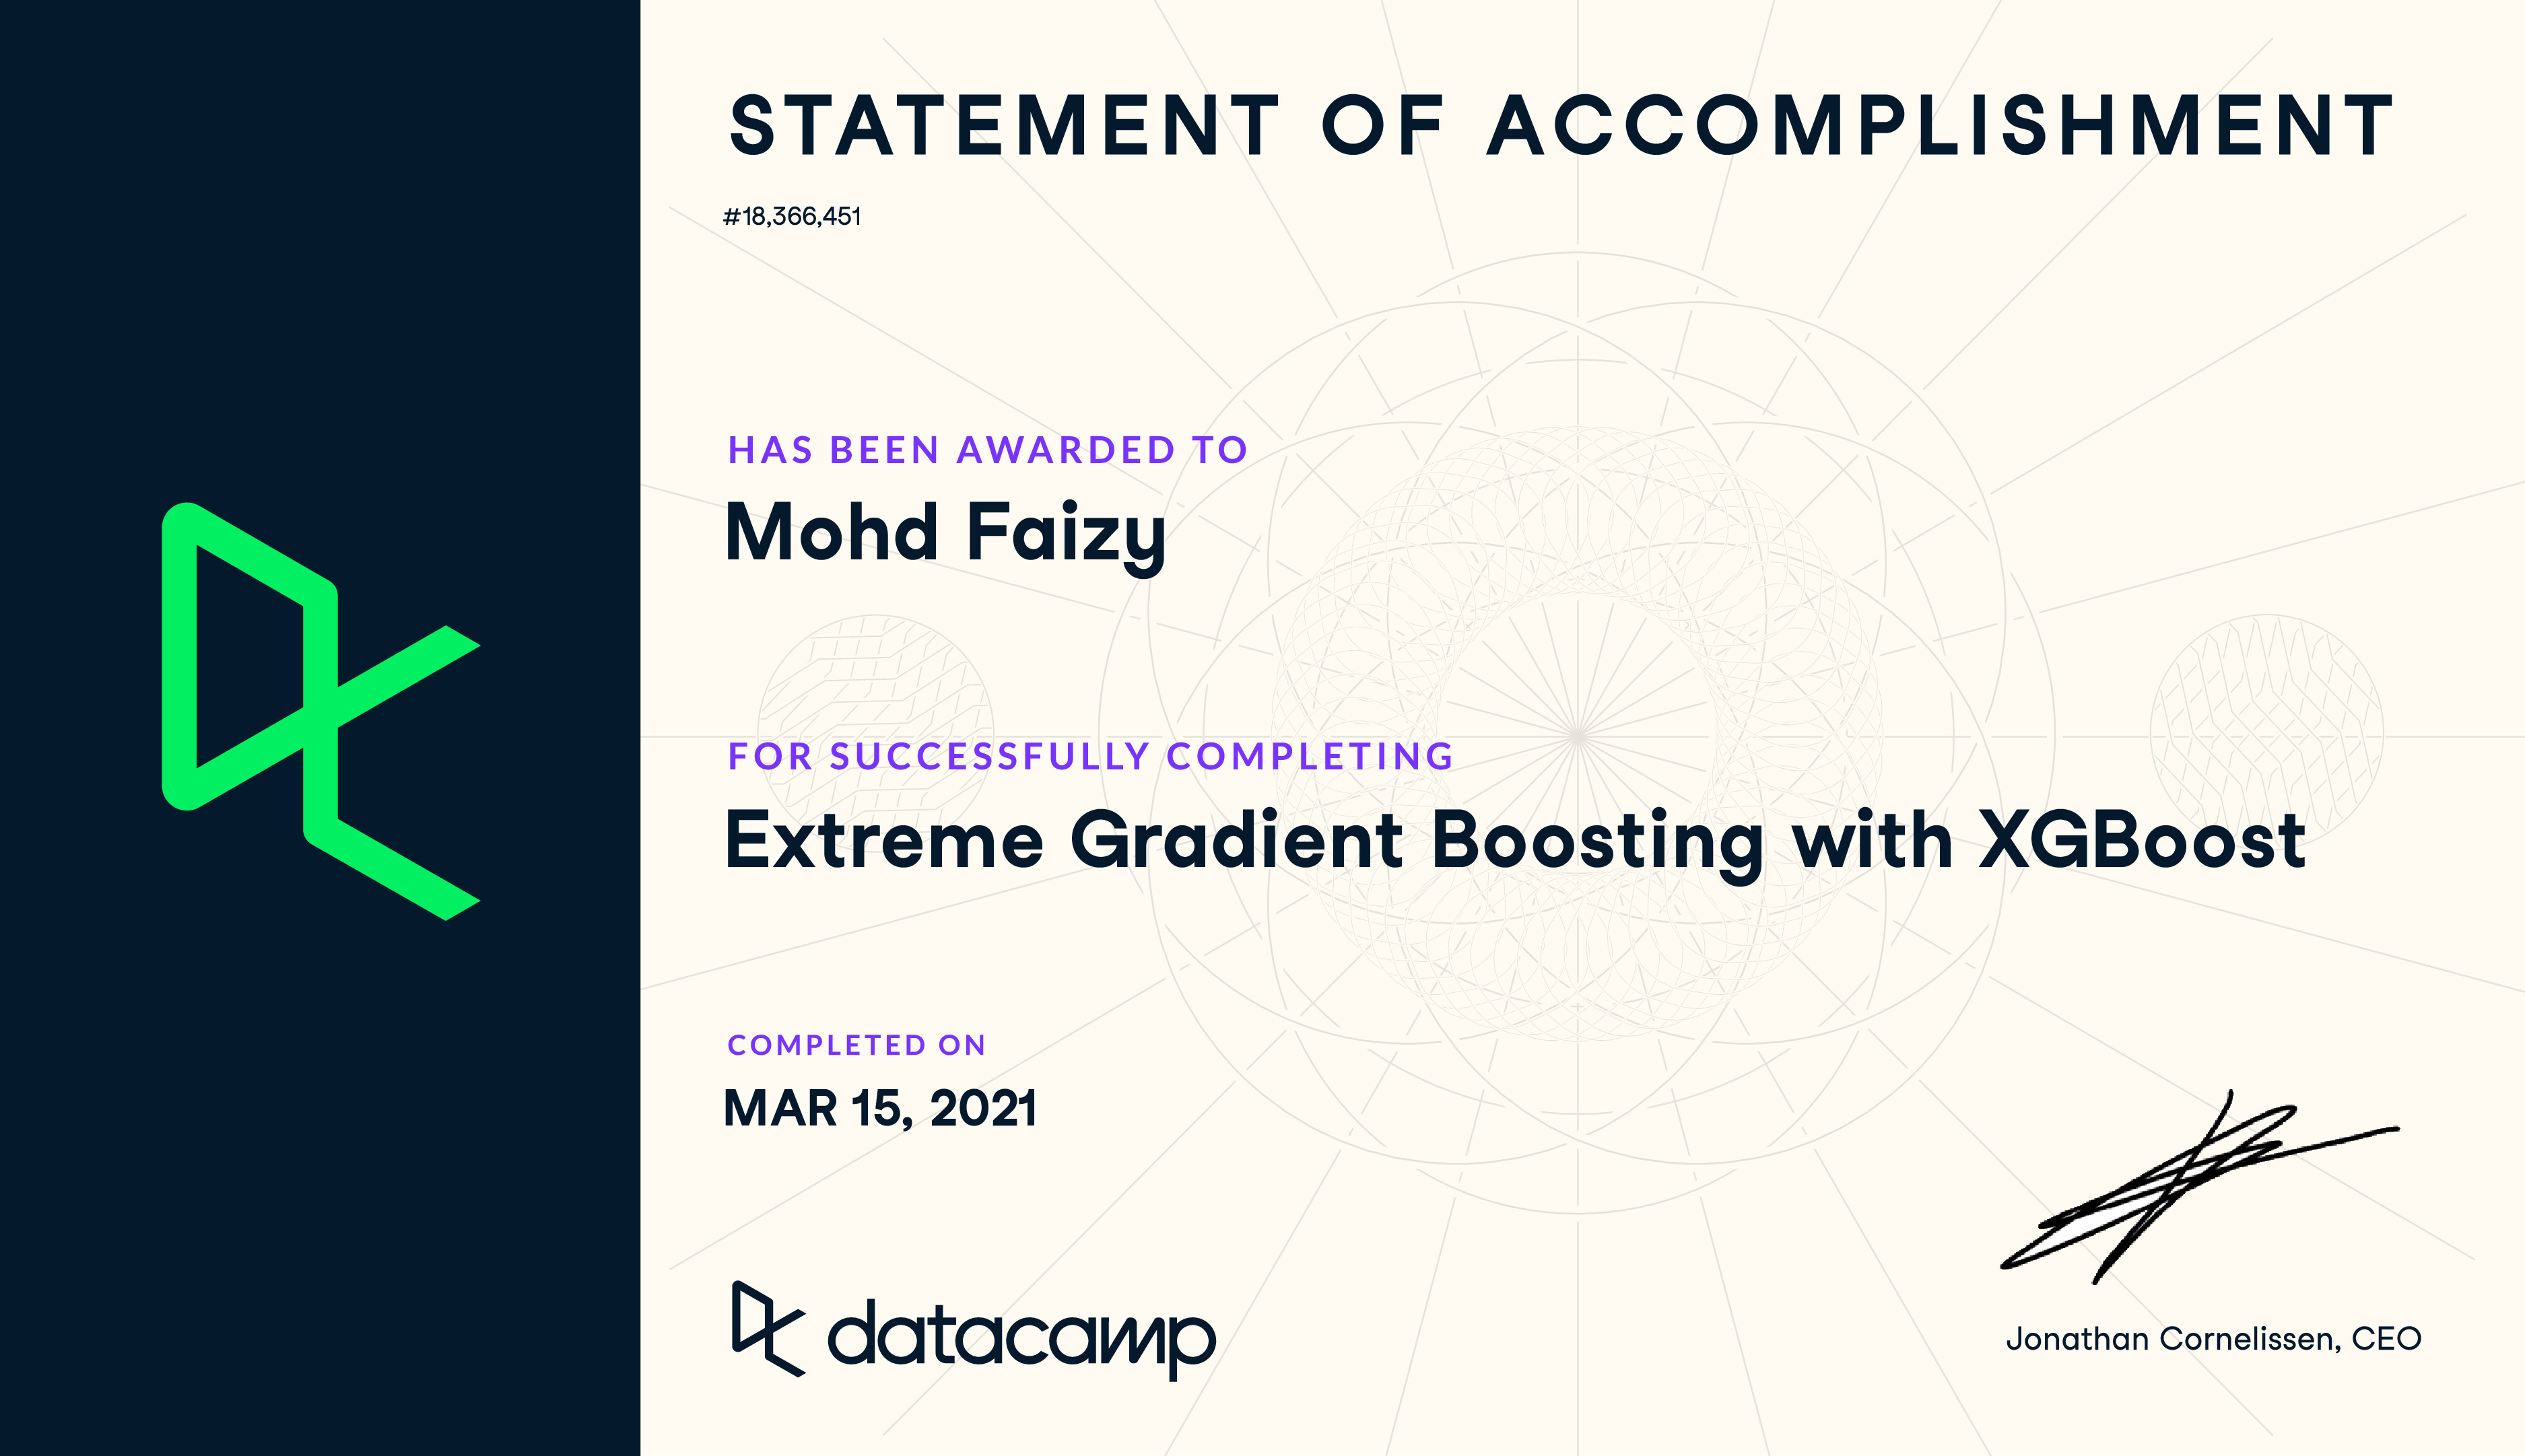 STATEMENT OF ACCOMPLISHMENT
#18,366,451
HAS BEEN AWARDED TO
Mohd Faizy
FOR SUCCESSFULLY COMPLETING
Extreme Gradient Boosting with XGBoost
COMPLETED ON
MAR 15, 2021
datacamp
Jonathan Cornelissen, CEO